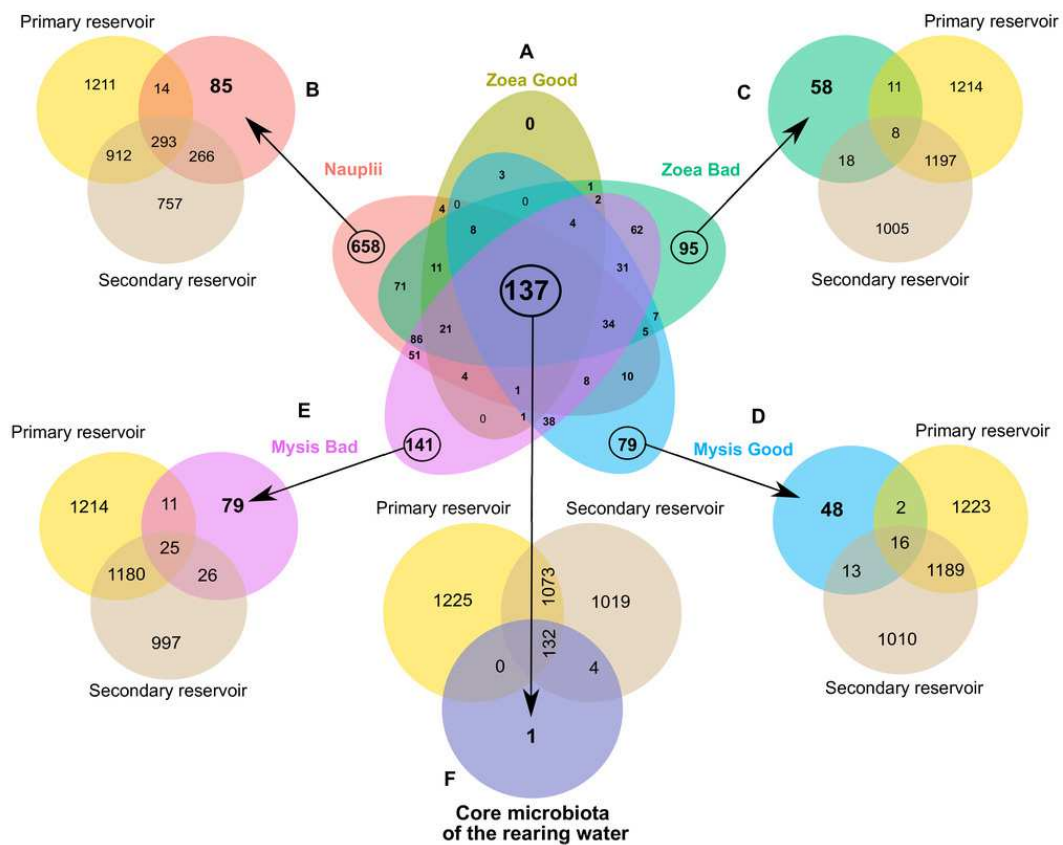 Primary reservoir
1211
14
85
293
912
266
757
Secondary reservoir
B
Nauplii
658
A
Zoea Good
0
3
1
2
4
0
0
8
4
62
11
31
71
137
7
34
5
21
86
51
4
8
10
1
0
1
38
Zoea Bad
95
C
Primary reservoir
58
11
1214
8
18
1197
1005
Secondary reservoir
E
Mysis Bad
141
Primary reservoir
1214
11
79
25
1180
26
997
Secondary reservoir
D
Mysis Good
79
Primary reservoir
48
2
1223
16
13
1189
1010
Secondary reservoir
Primary reservoir
Secondary reservoir
1225
1073
1019
132
0
4
1
F
Core microbiota
of the rearing water